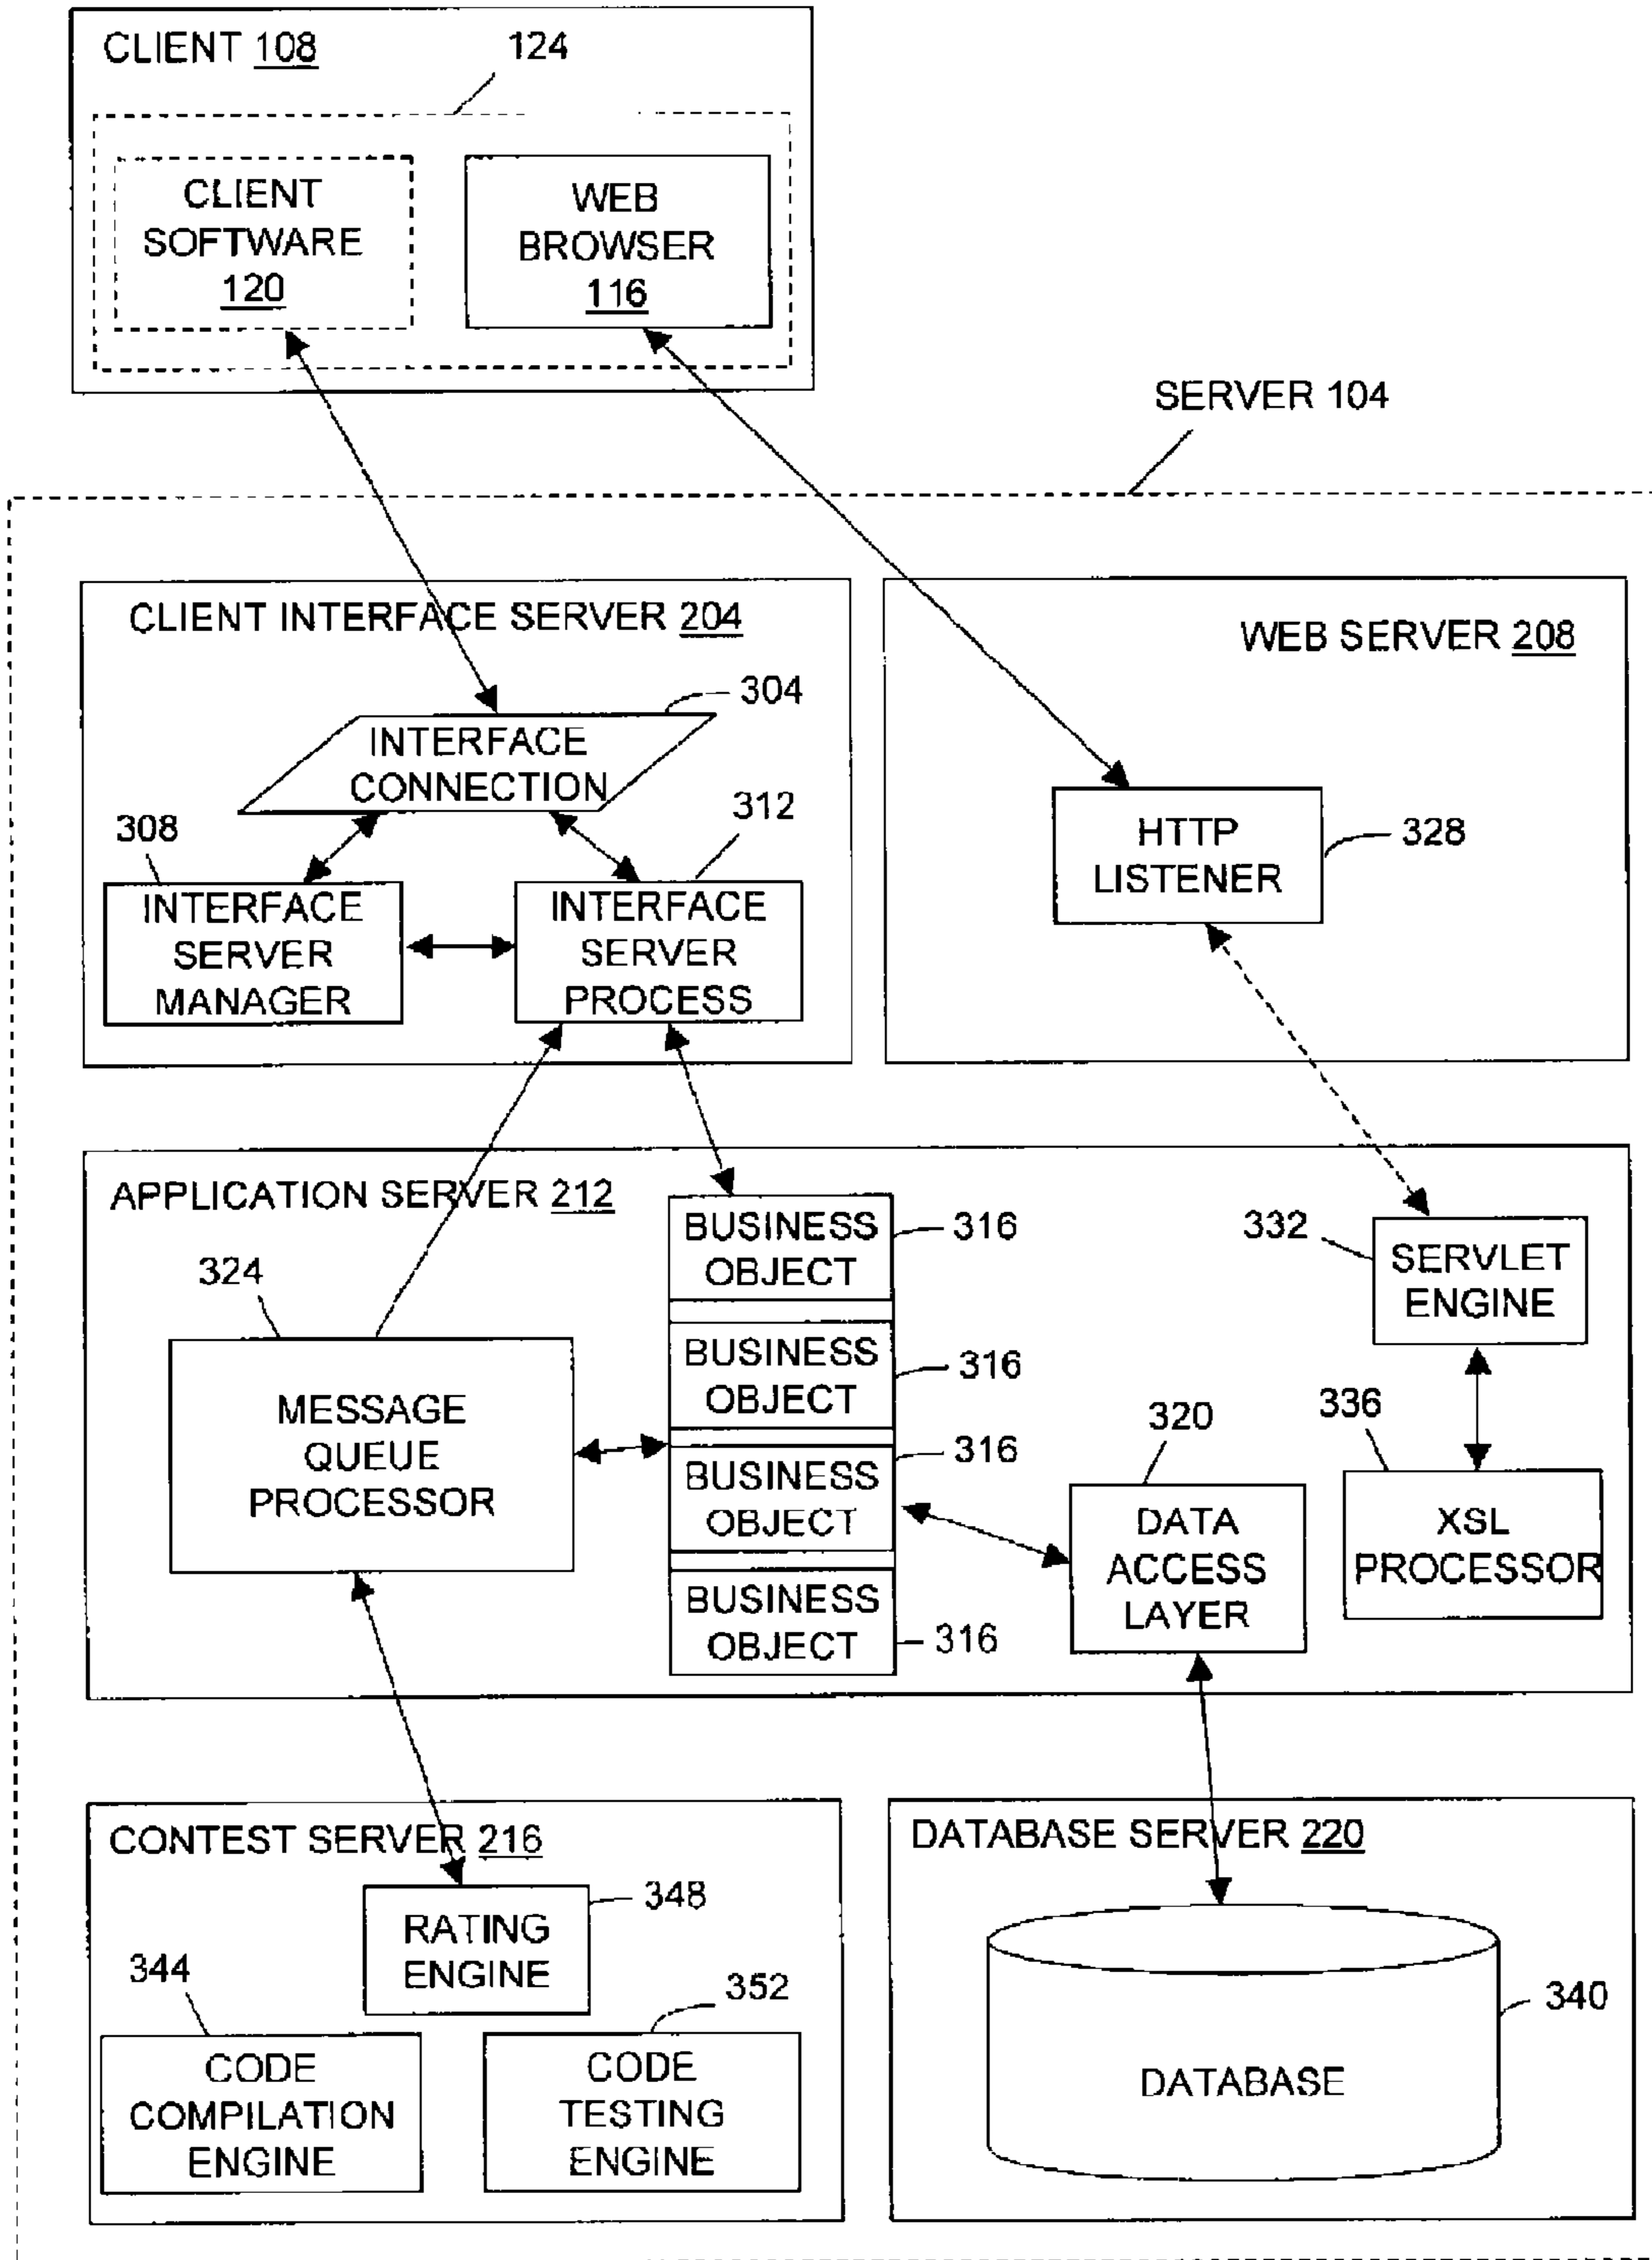 CLIENT 108
124
CLIENT
SOFTWARE
120
WEB
BROWSER
116
SERVER 104
CLIENT INTERFACE SERVER 204
304
INTERFACE
CONNECTION
308
312
INTERFACE
SERVER
MANAGER
INTERFACE
SERVER
PROCESS
WEB SERVER 208
HTTP
LISTENER
328
APPLICATION SERVER 212
324
MESSAGE
QUEUE
PROCESSOR
BUSINESS
OBJECT
316
BUSINESS
OBJECT
316
BUSINESS
OBJECT
316
BUSINESS
OBJECT
316
320
DATA
ACCESS
LAYER
332
SERVLET
ENGINE
336
XSL
PROCESSOR
CONTEST SERVER 216
348
RATING
ENGINE
344
CODE
COMPILATION
ENGINE
352
CODE
TESTING
ENGINE
DATABASE SERVER 220
340
DATABASE